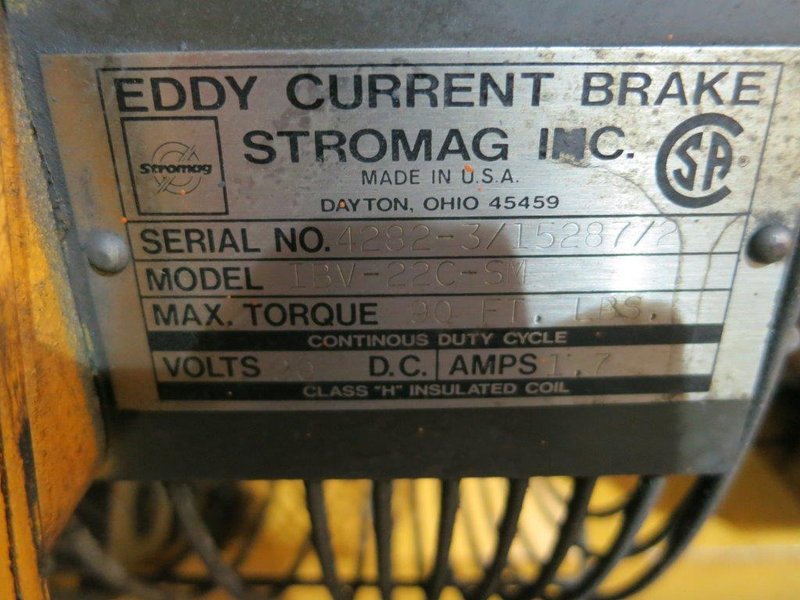 EDDY CURRENT BRAKE
Stromag
STROMAG INC.
SA
MADE IN U.S.A.
DAYTON, OHIO 45459
SERIAL NO. 4282-3/15287/2
MODEL IBV-22C-SM
MAX. TORQUE 90 FT. LBS.
CONTINOUS DUTY CYCLE
VOLTS D.C. AMPS 1.7
CLASS "H" INSULATED COIL